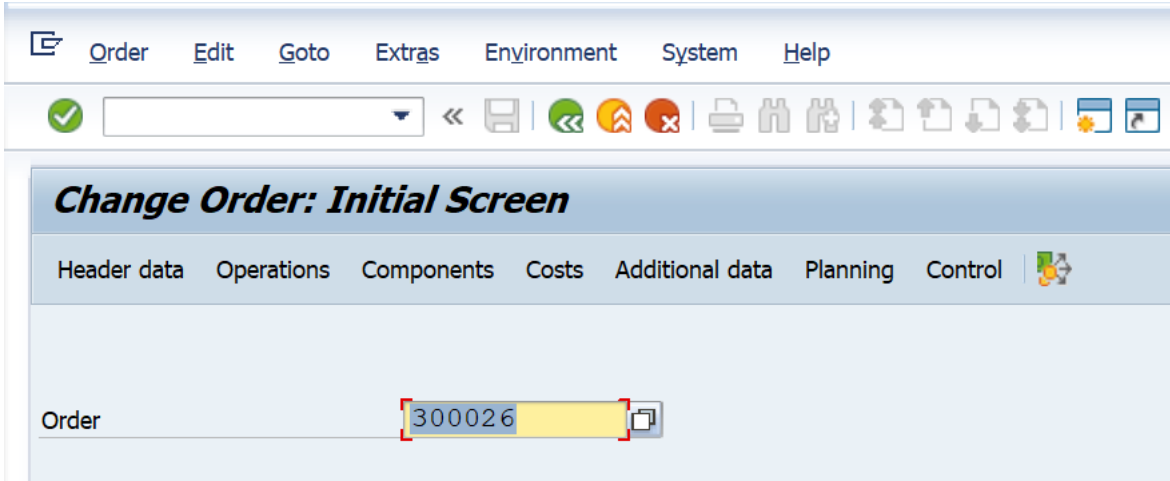 Order Edit Goto Extras Environment System Help
Change Order: Initial Screen
Header data Operations Components Costs Additional data Planning Control
Order 300026